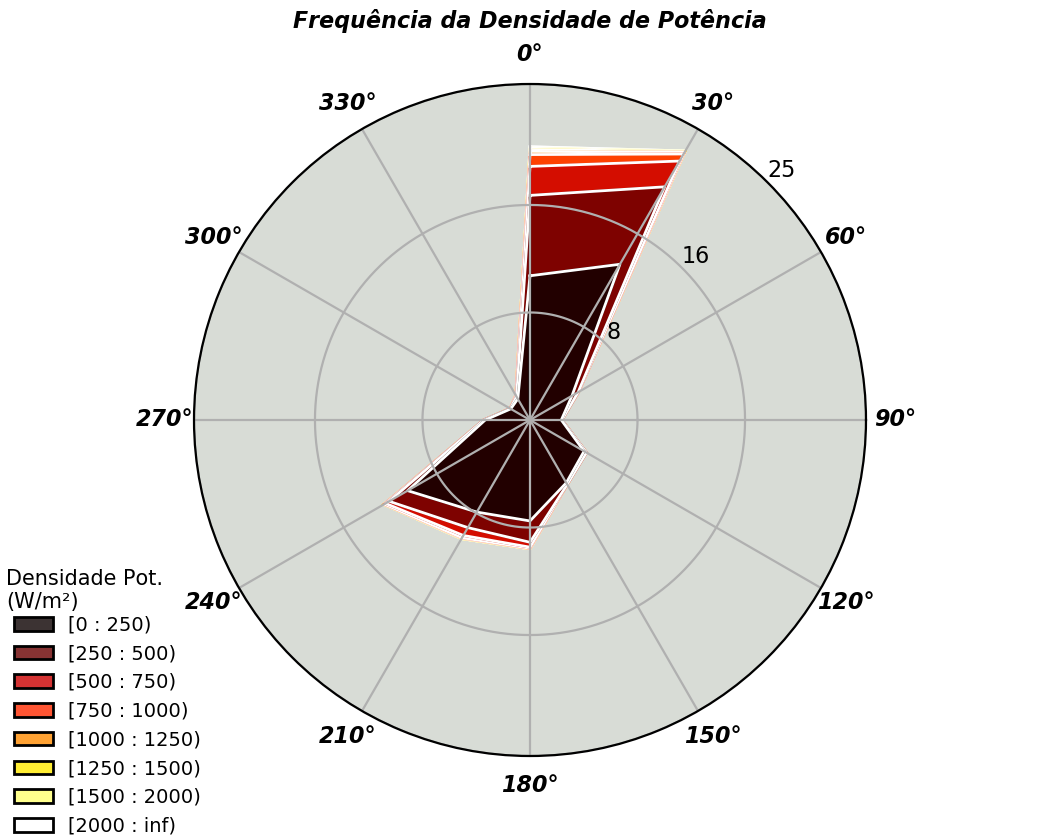 Frequência da Densidade de Potência
0°
330°
30°
25
300°
60°
16
8
270°
90°
240°
120°
210°
150°
180°
Densidade Pot.
(W/m²)
[0 : 250)
[250 : 500)
[500 : 750)
[750 : 1000)
[1000 : 1250)
[1250 : 1500)
[1500 : 2000)
[2000 : inf)